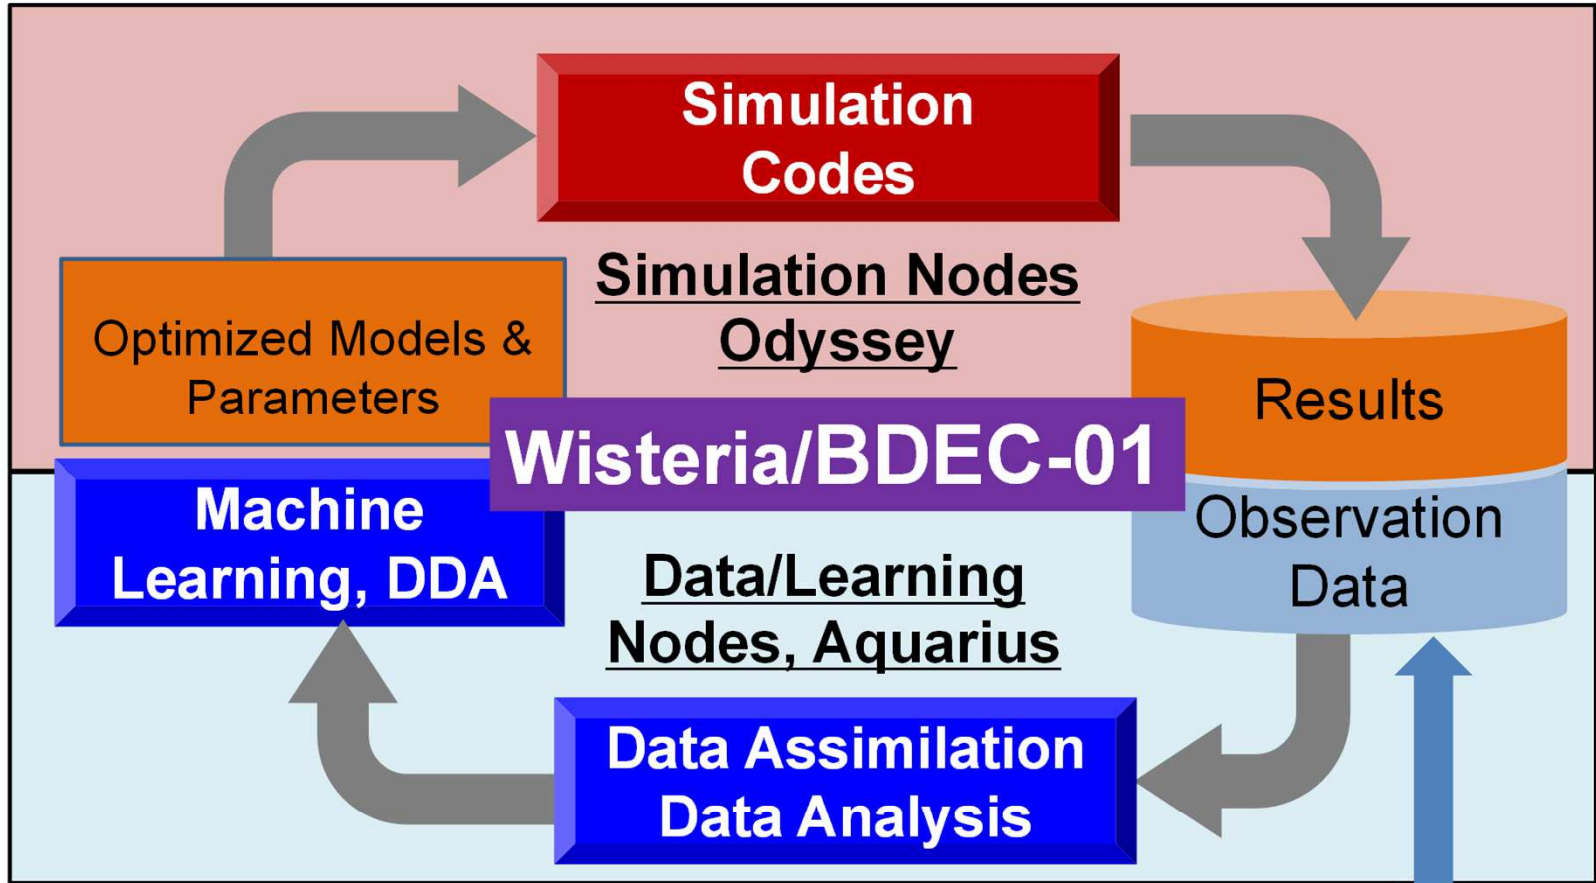 Simulation
Codes
Simulation Nodes
Odyssey
Optimized Models &
Parameters
Results
Wisteria/BDEC-01
Machine
Learning, DDA
Observation
Data
Data/Learning
Nodes, Aquarius
Data Assimilation
Data Analysis